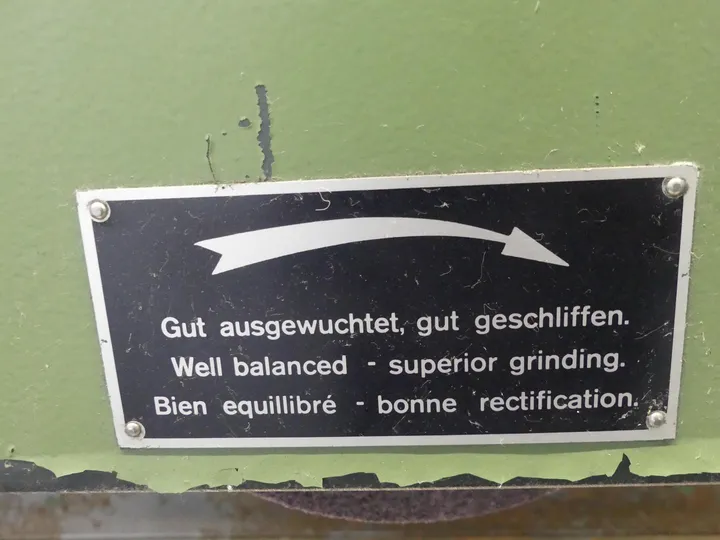 Gut ausgewuchtet, gut geschliffen.
Well balanced - superior grinding.
Bien equillibré - bonne rectification.